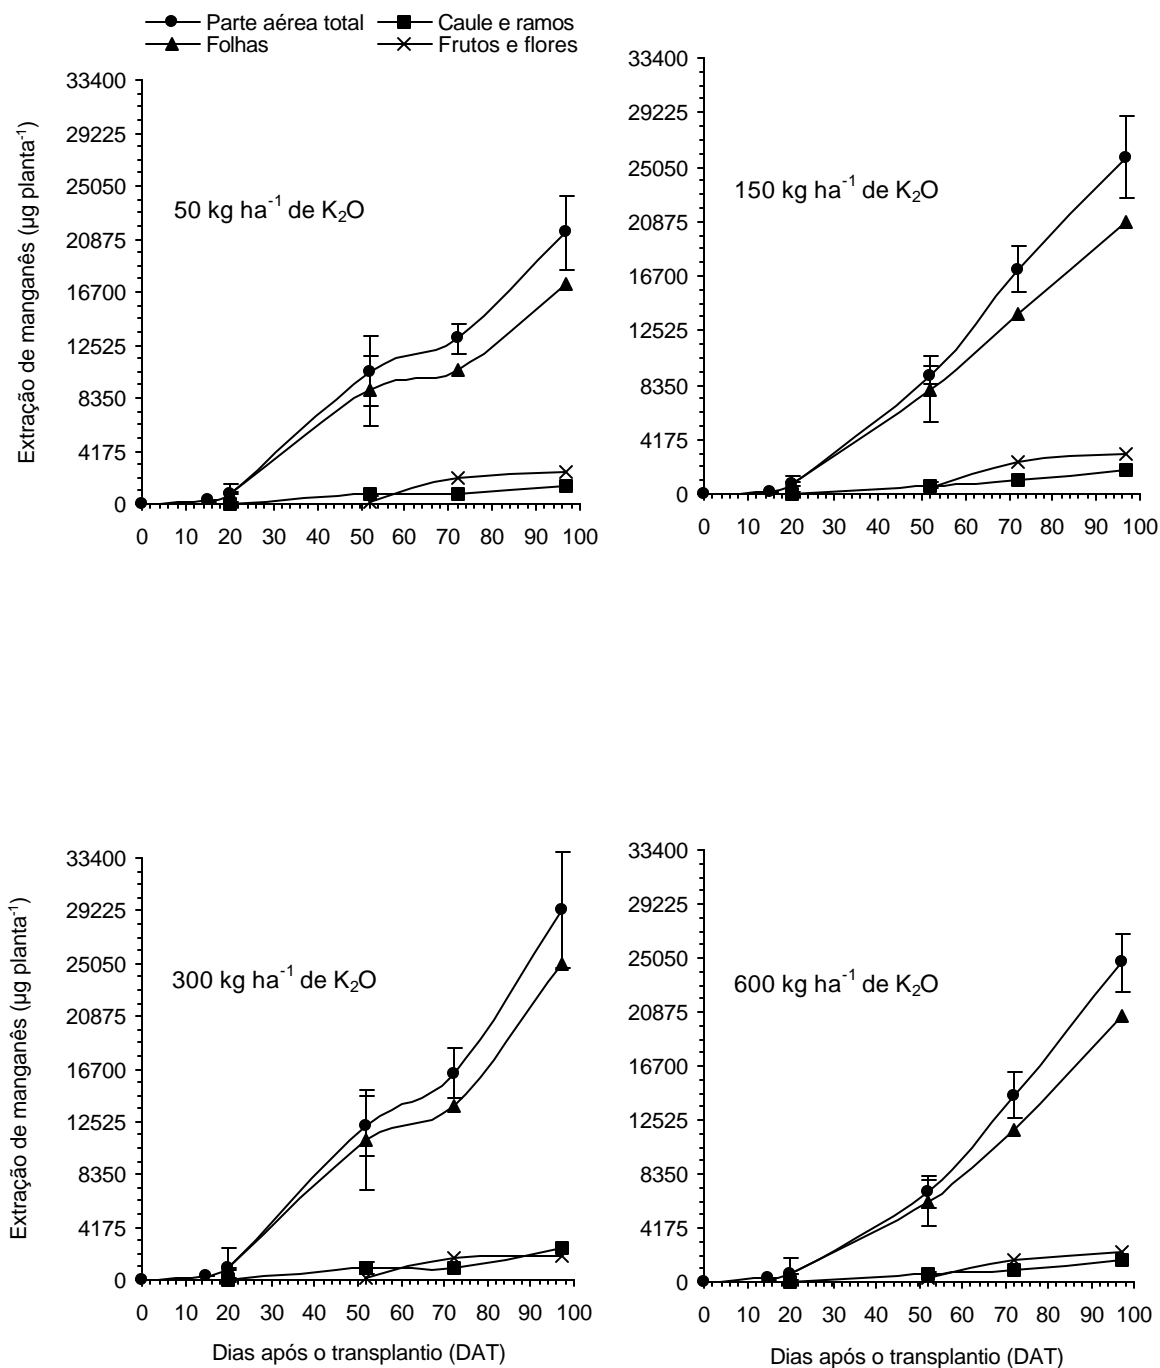 Parte aérea total Caule e ramos
Folhas Frutos e flores
Extração de manganês (µg planta⁻¹)
33400
29225
25050
20875
16700
12525
8350
4175
0
50 kg ha⁻¹ de K₂O
0 10 20 30 40 50 60 70 80 90 100
33400
29225
25050
20875
16700
12525
8350
4175
0
150 kg ha⁻¹ de K₂O
0 10 20 30 40 50 60 70 80 90 100
Extração de manganês (µg planta⁻¹)
33400
29225
25050
20875
16700
12525
8350
4175
0
300 kg ha⁻¹ de K₂O
0 10 20 30 40 50 60 70 80 90 100
Dias após o transplantio (DAT)
33400
29225
25050
20875
16700
12525
8350
4175
0
600 kg ha⁻¹ de K₂O
0 10 20 30 40 50 60 70 80 90 100
Dias após o transplantio (DAT)